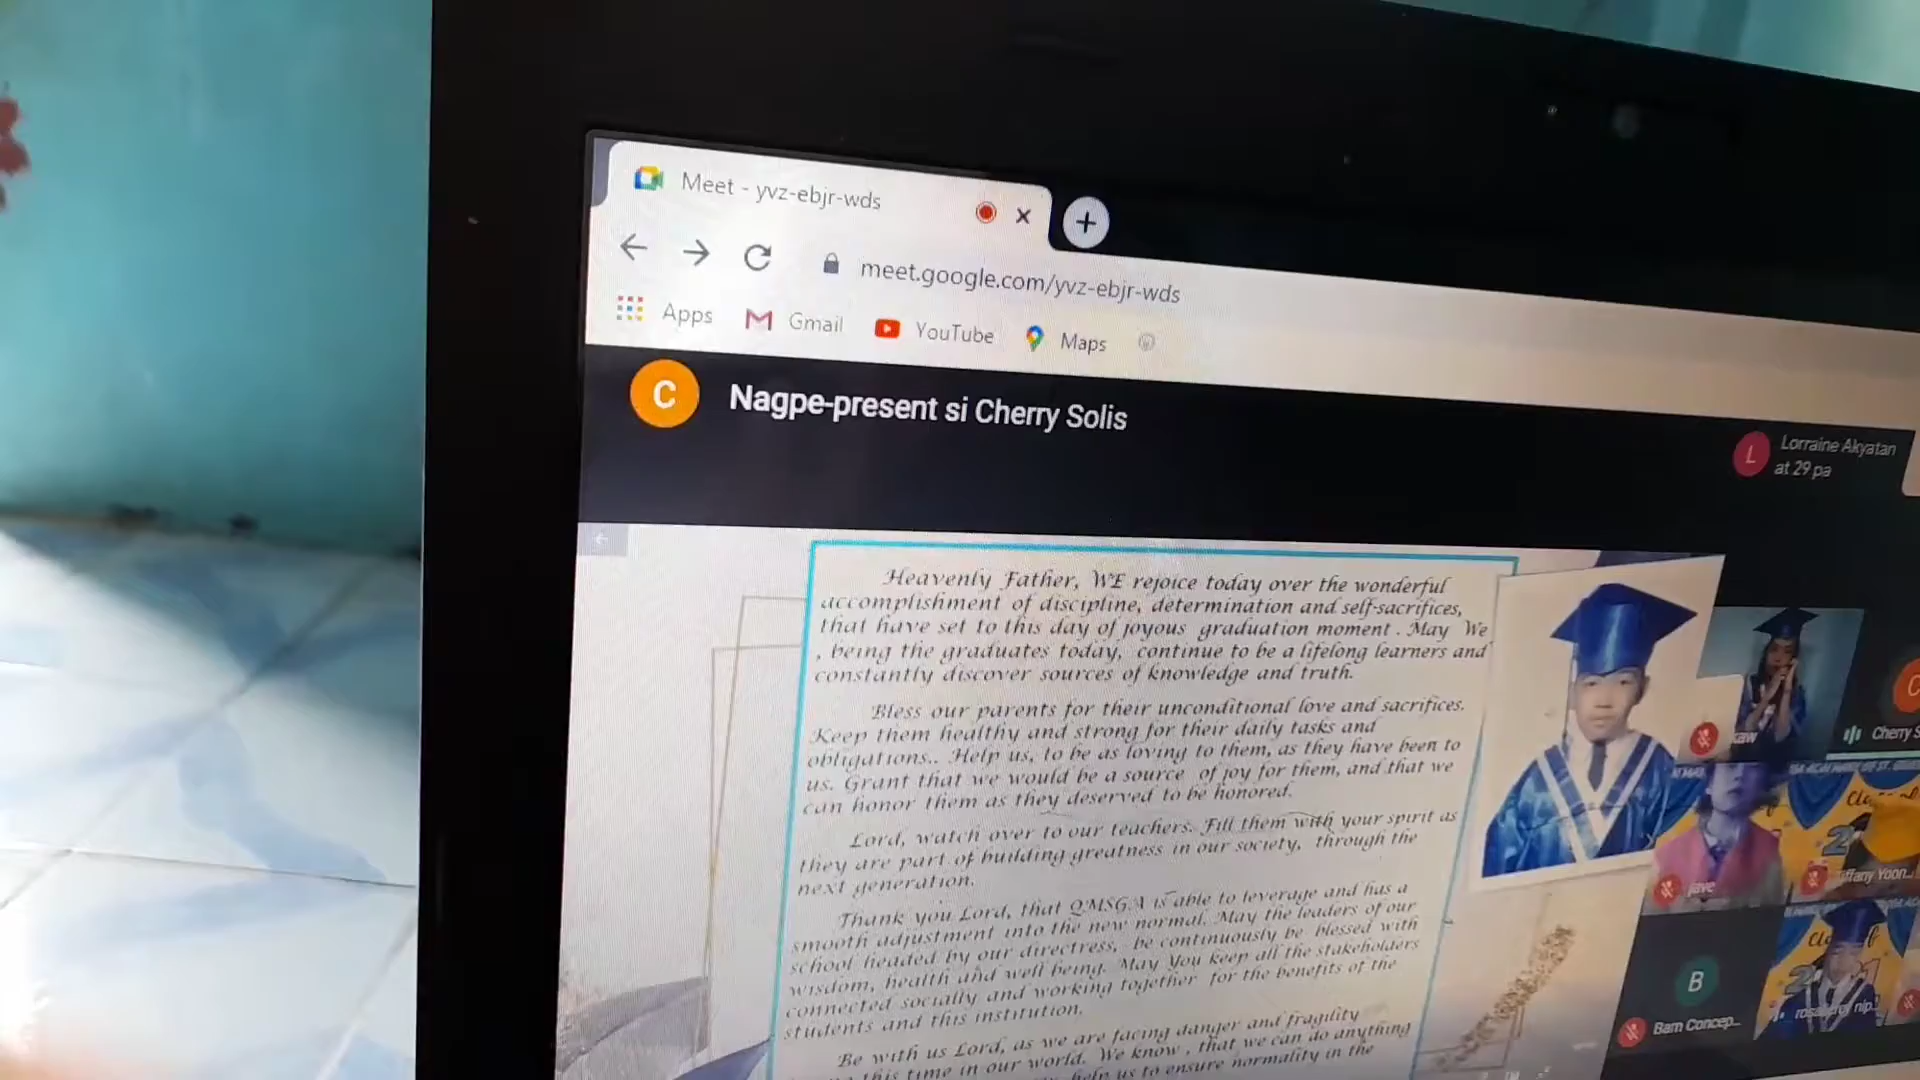 Meet - yvz-ebjr-wds
meet.google.com/yvz-ebjr-wds
Apps
Gmail
YouTube
Maps
C
Nagpe-present si Cherry Solis
L
Lorraine Akyatan
at 29 pa
Heavenly Father, WE rejoice today over the wonderful
accomplishment of discipline, determination and self-sacrifices,
that have set to this day of joyous graduation moment . May We
, being the graduates today, continue to be a lifelong learners and
constantly discover sources of knowledge and truth.
Bless our parents for their unconditional love and sacrifices.
Keep them healthy and strong for their daily tasks and
obligations.. Help us, to be as loving to them, as they have been to
us. Grant that we would be a source of joy for them, and that we
can honor them as they deserved to be honored.
Lord, watch over to our teachers. Fill them with your spirit as
they are part of building greatness in our society, through the
next generation.
Thank you Lord, that QMSGA is able to leverage and has a
smooth adjustment into the new normal. May the leaders of our
school headed by our directress, be continuously be blessed with
wisdom, health and well being. May You keep all the stakeholders
connected socially and working together for the benefits of the
students and this institution.
Be with us Lord, as we are facing danger and fragility
this time in our world. We know , that we can do anything
help us to ensure normality in the
Cherry S
jave
Tiffany Yoon...
B
Bam Concep...